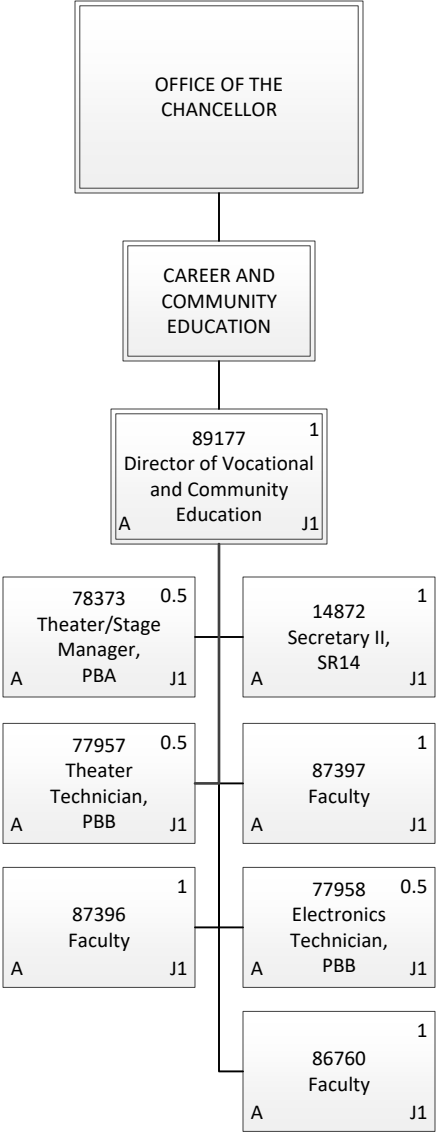 OFFICE OF THE
CHANCELLOR
CAREER AND
COMMUNITY
EDUCATION
89177 1
Director of Vocational
and Community
Education
A J1
78373 0.5
Theater/Stage
Manager,
PBA
A J1
1
14872
Secretary II,
SR14
A J1
77957 0.5
Theater
Technician,
PBB
A J1
1
87397
Faculty
A J1
1
87396
Faculty
A J1
77958 0.5
Electronics
Technician,
PBB
A J1
1
86760
Faculty
A J1